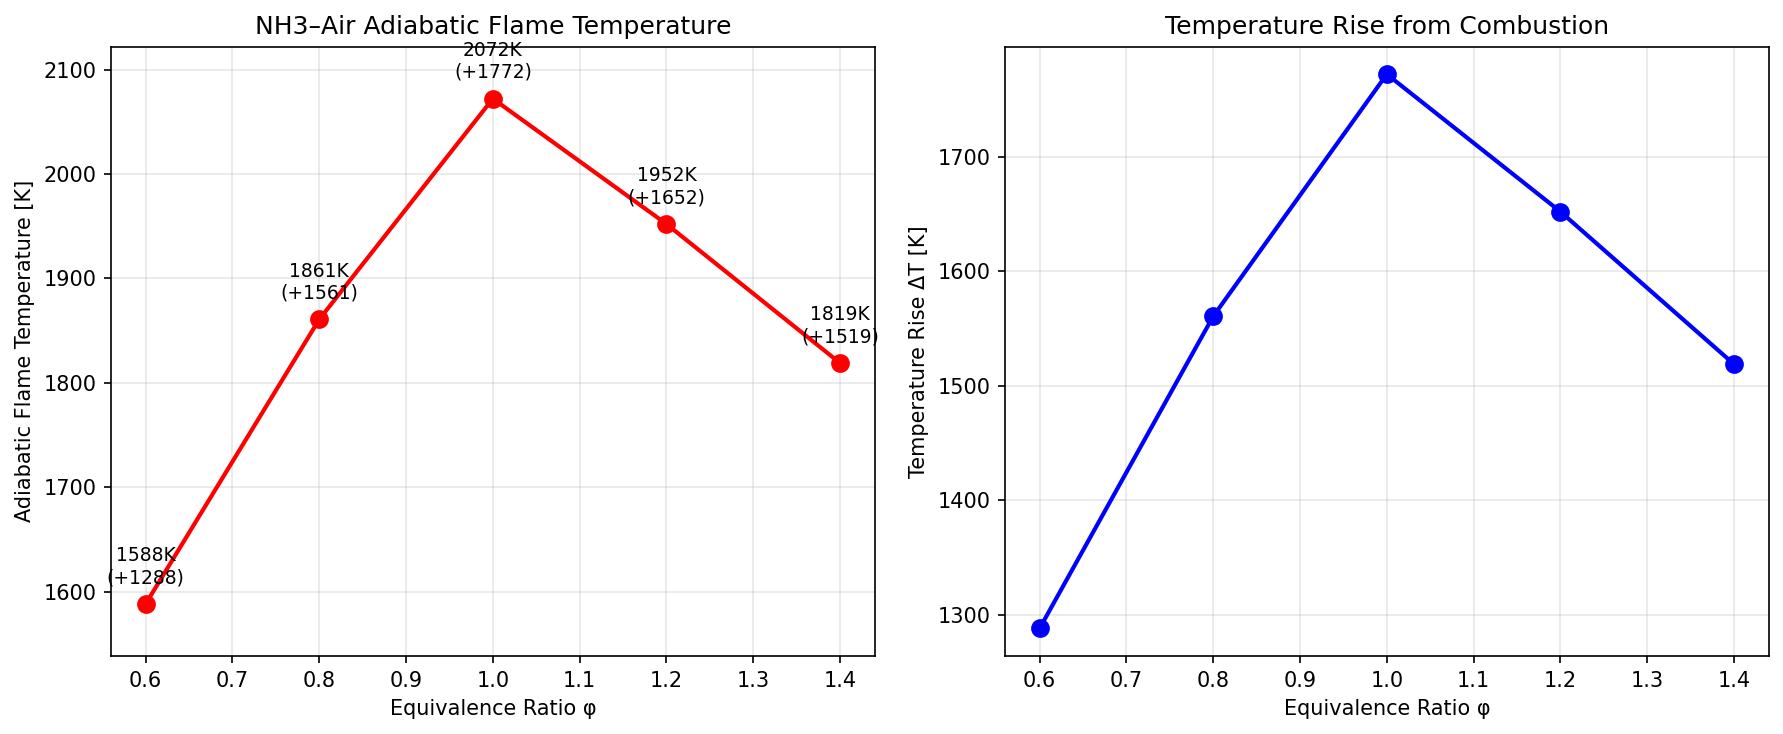 NH3–Air Adiabatic Flame Temperature
Adiabatic Flame Temperature [K]
2100
2000
1900
1800
1700
1600
2072K
(+1772)
1952K
(+1652)
1861K
(+1561)
1819K
(+1519)
1588K
(+1288)
0.6 0.7 0.8 0.9 1.0 1.1 1.2 1.3 1.4
Equivalence Ratio φ
Temperature Rise from Combustion
Temperature Rise ΔT [K]
1700
1600
1500
1400
1300
0.6 0.7 0.8 0.9 1.0 1.1 1.2 1.3 1.4
Equivalence Ratio φ